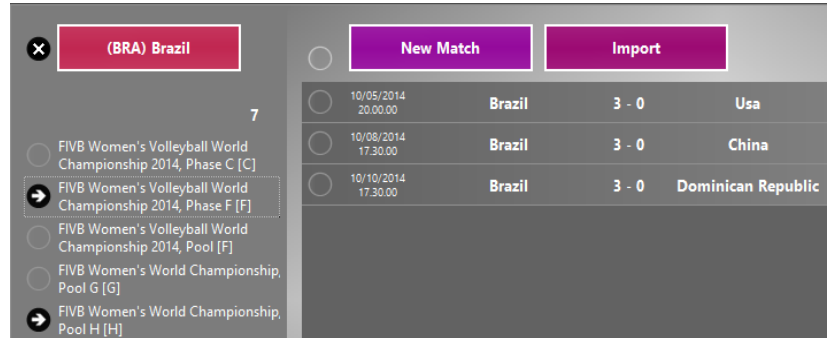 (BRA) Brazil
7
FIVB Women's Volleyball World
Championship 2014, Phase C [C]
FIVB Women's Volleyball World
Championship 2014, Phase F [F]
FIVB Women's Volleyball World
Championship 2014, Pool [F]
FIVB Women's World Championship,
Pool G [G]
FIVB Women's World Championship,
Pool H [H]
New Match
Import
10/05/2014
20.00.00
Brazil 3 - 0 Usa
10/08/2014
17.30.00
Brazil 3 - 0 China
10/10/2014
17.30.00
Brazil 3 - 0 Dominican Republic